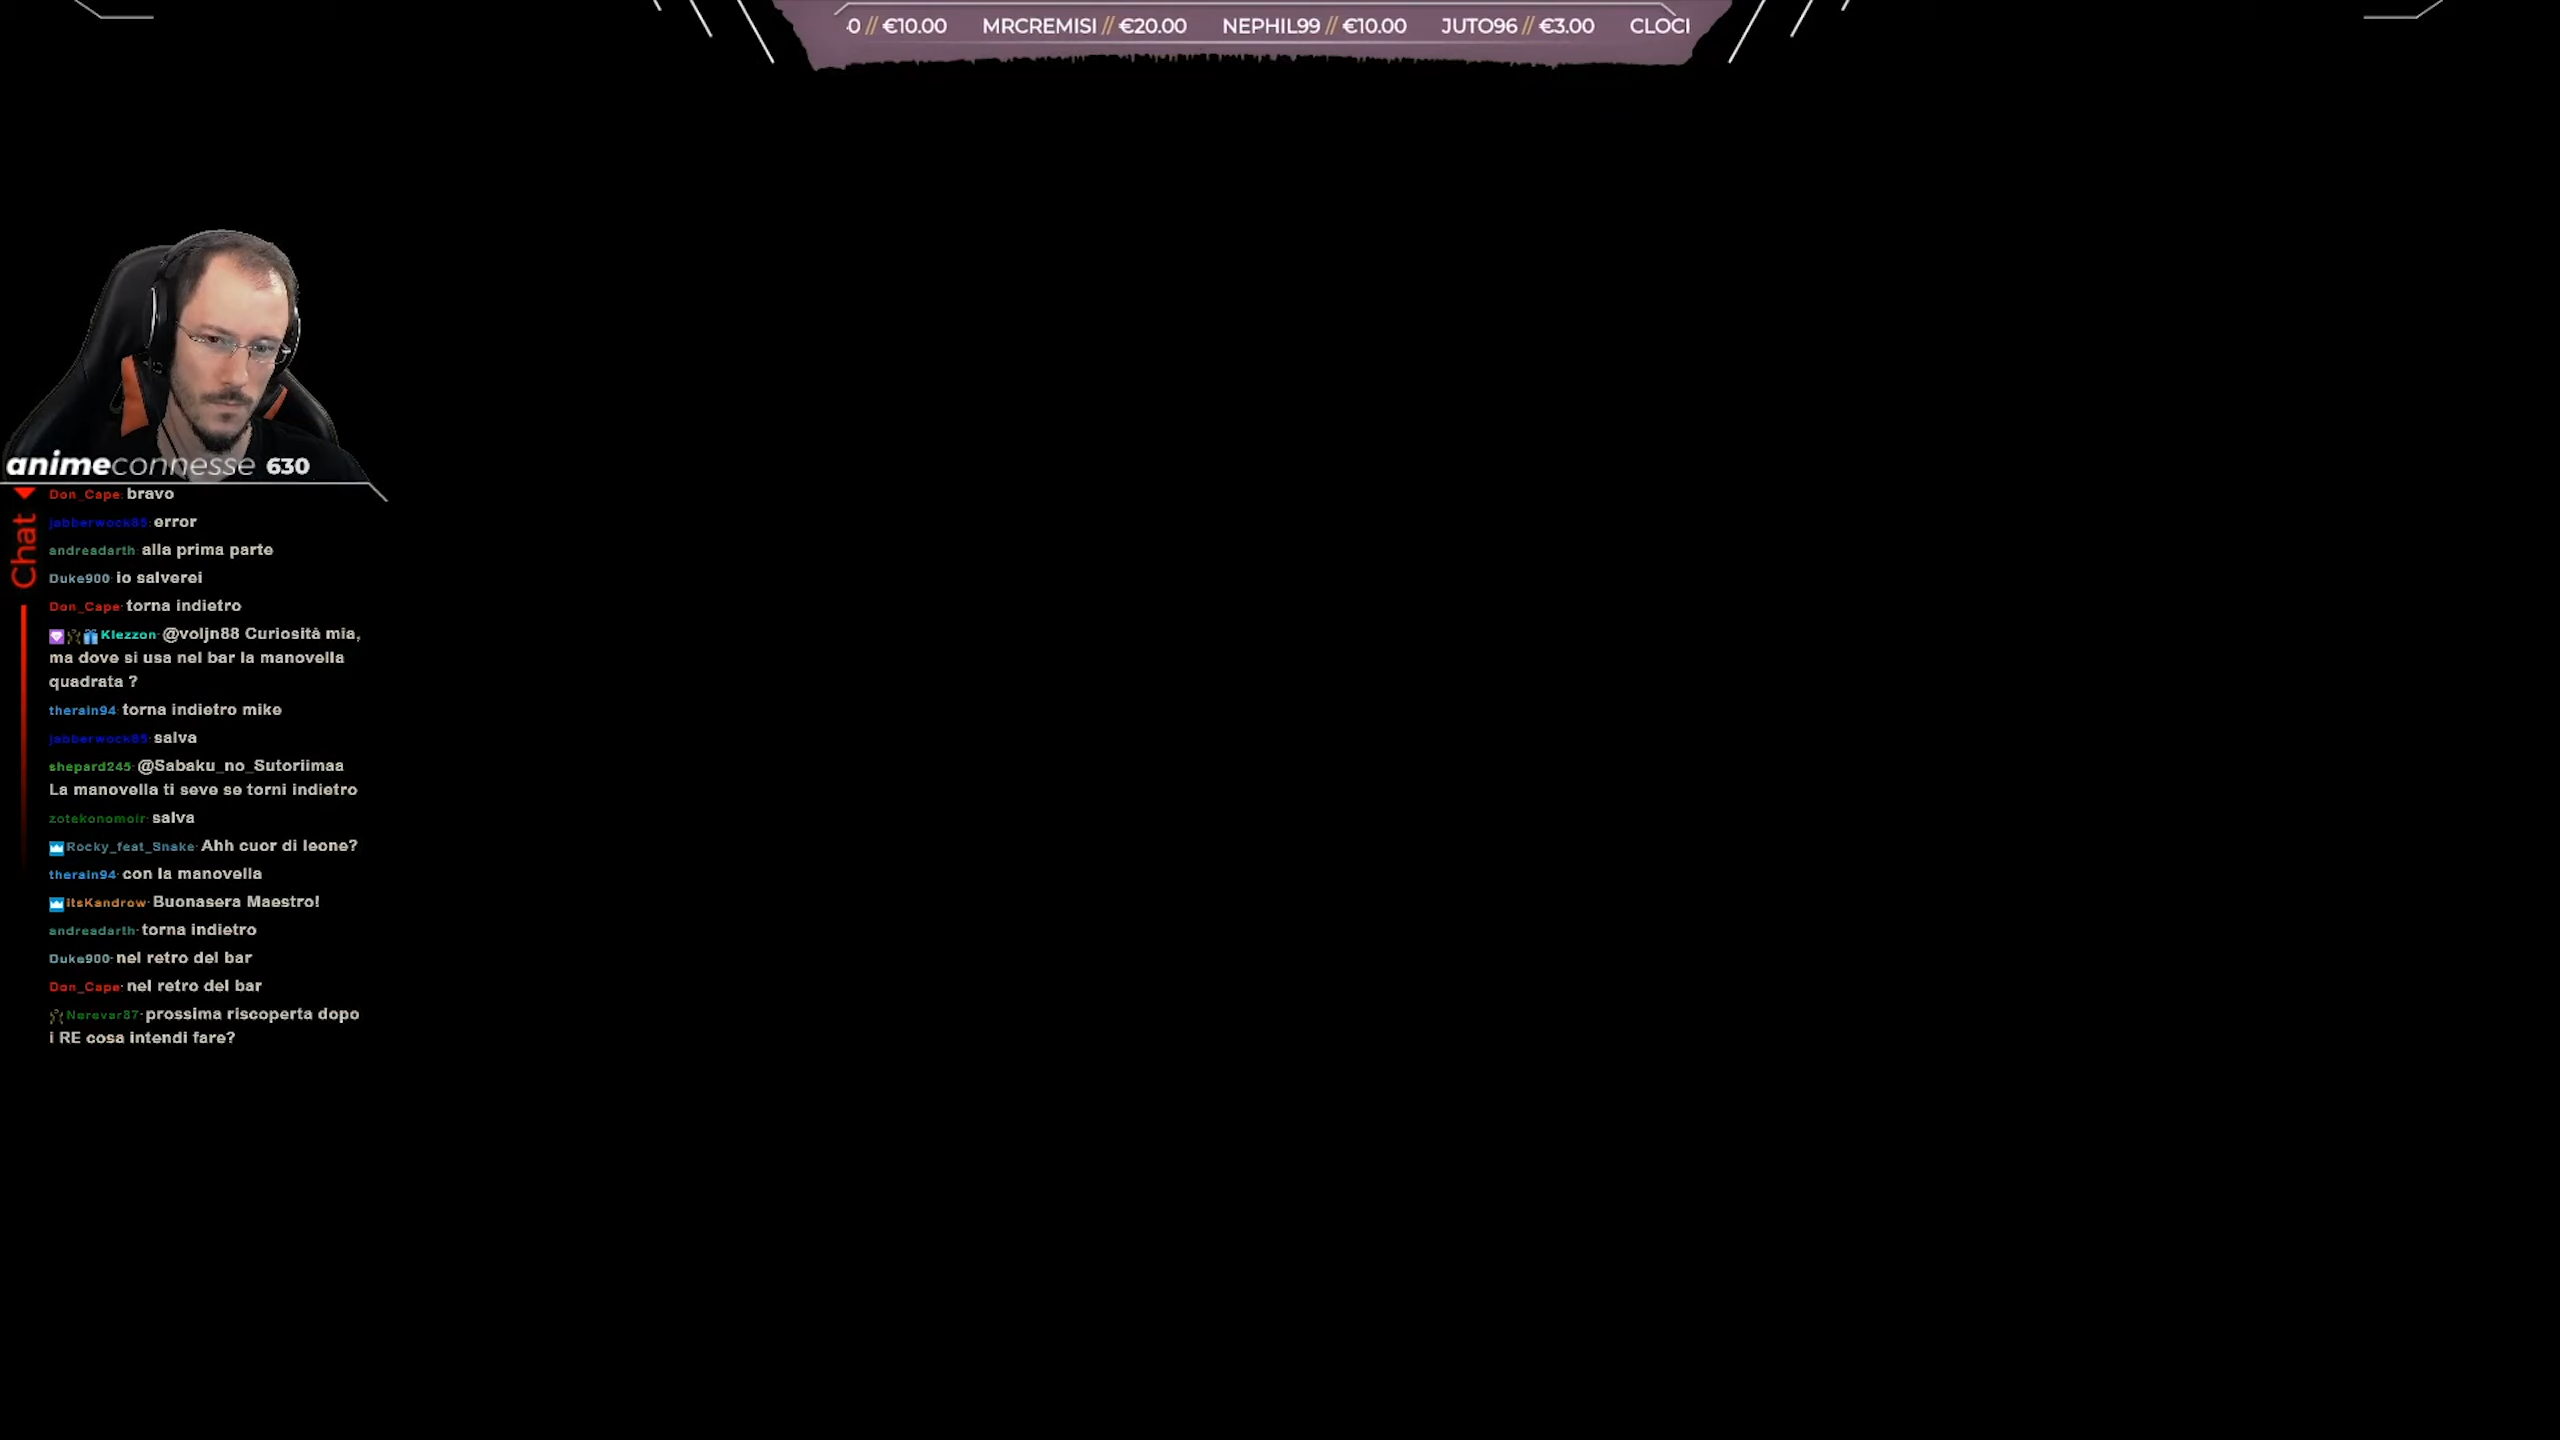 0 // €10.00 MRCREMISI // €20.00 NEPHIL99 // €10.00 JUTO96 // €3.00 CLOCI
animeconnesse 630
Chat
Don_Cape: bravo
jabberwock85: error
andreadarth: alla prima parte
Duke900: io salverei
Don_Cape: torna indietro
Klezzon: @voljn88 Curiosità mia,
ma dove si usa nel bar la manovella
quadrata ?
therain94: torna indietro mike
jabberwock85: salva
shepard245: @Sabaku_no_Sutoriimaa
La manovella ti seve se torni indietro
zotekonomoir: salva
Rocky_feat_Snake: Ahh cuor di leone?
therain94: con la manovella
ItsKandrow: Buonasera Maestro!
andreadarth: torna indietro
Duke900: nel retro del bar
Don_Cape: nel retro del bar
Nerevar87: prossima riscoperta dopo
i RE cosa intendi fare?